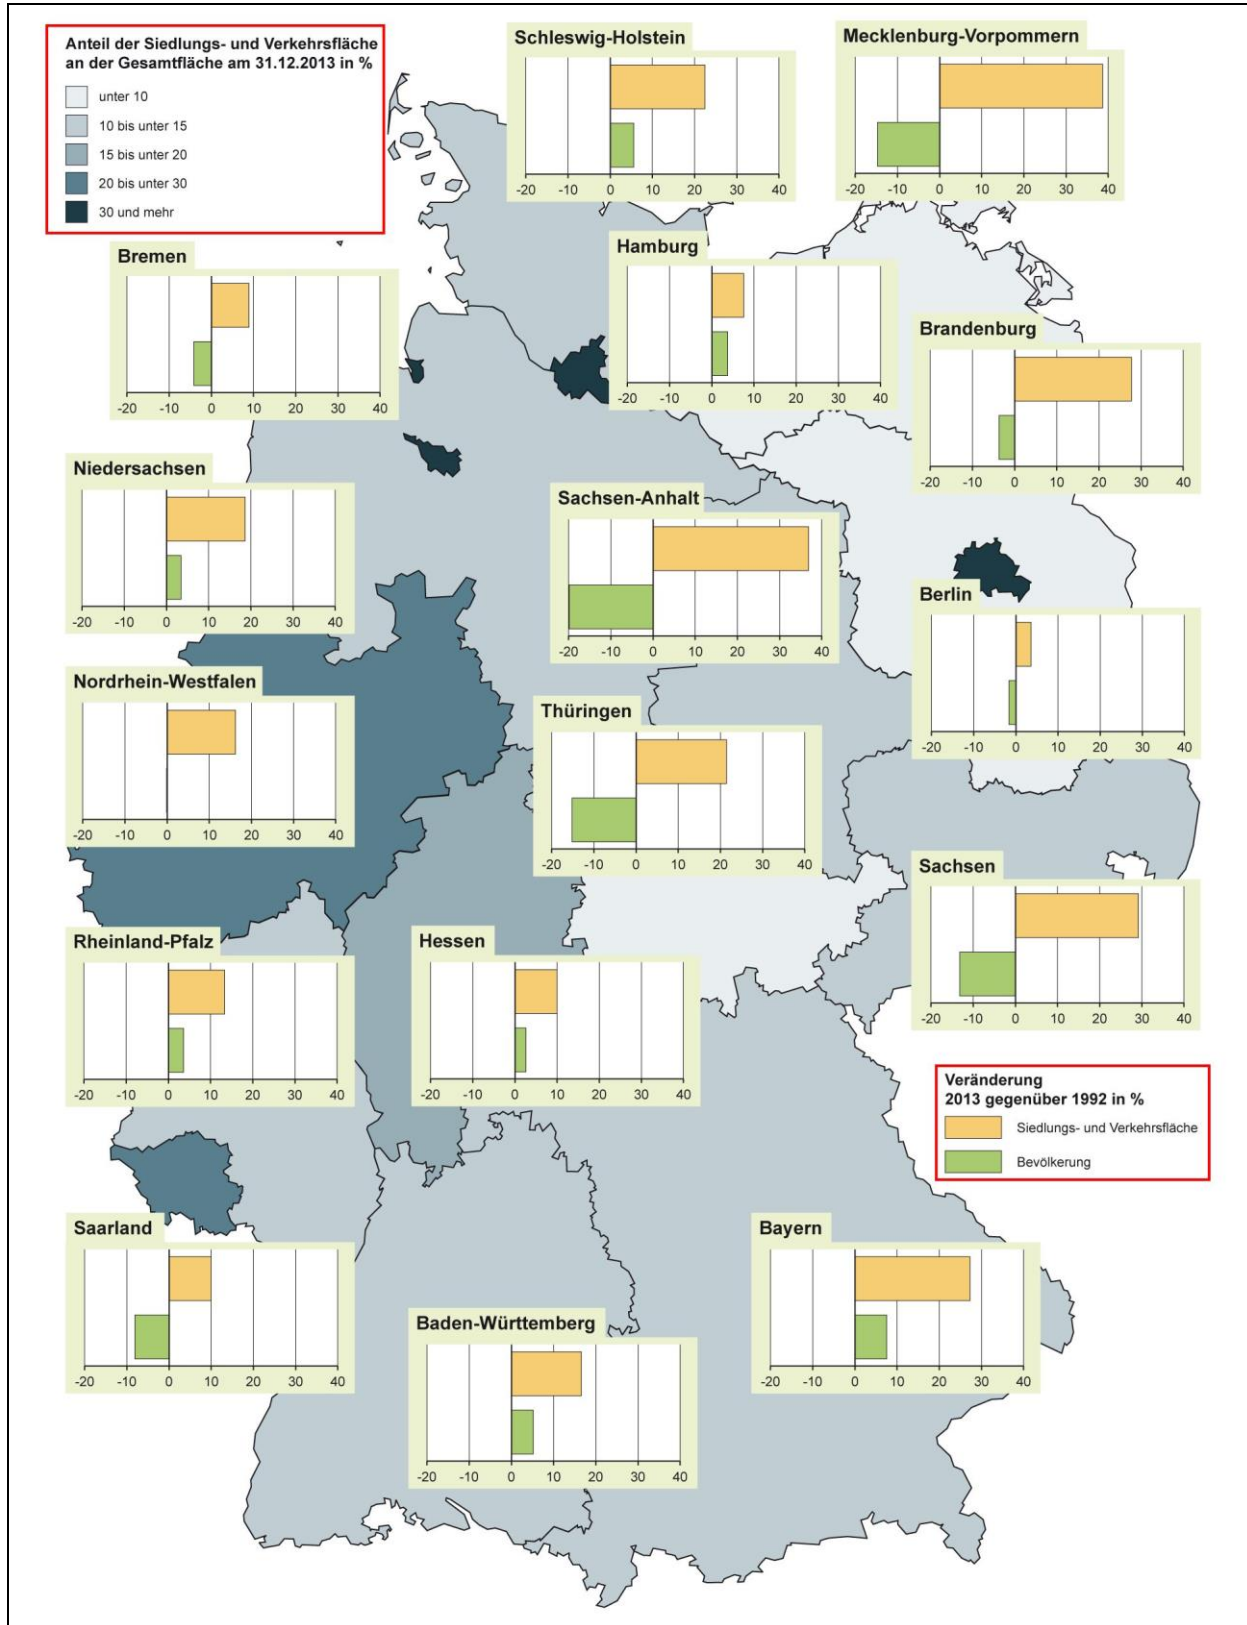 Anteil der Siedlungs- und Verkehrsfläche
an der Gesamtfläche am 31.12.2013 in %
unter 10
10 bis unter 15
15 bis unter 20
20 bis unter 30
30 und mehr
Schleswig-Holstein
-20 -10 0 10 20 30 40
Mecklenburg-Vorpommern
-20 -10 0 10 20 30 40
Bremen
-20 -10 0 10 20 30 40
Hamburg
-20 -10 0 10 20 30 40
Brandenburg
-20 -10 0 10 20 30 40
Niedersachsen
-20 -10 0 10 20 30 40
Sachsen-Anhalt
-20 -10 0 10 20 30 40
Berlin
-20 -10 0 10 20 30 40
Nordrhein-Westfalen
-20 -10 0 10 20 30 40
Thüringen
-20 -10 0 10 20 30 40
Sachsen
-20 -10 0 10 20 30 40
Rheinland-Pfalz
-20 -10 0 10 20 30 40
Hessen
-20 -10 0 10 20 30 40
Veränderung
2013 gegenüber 1992 in %
Siedlungs- und Verkehrsfläche
Bevölkerung
Saarland
-20 -10 0 10 20 30 40
Bayern
-20 -10 0 10 20 30 40
Baden-Württemberg
-20 -10 0 10 20 30 40